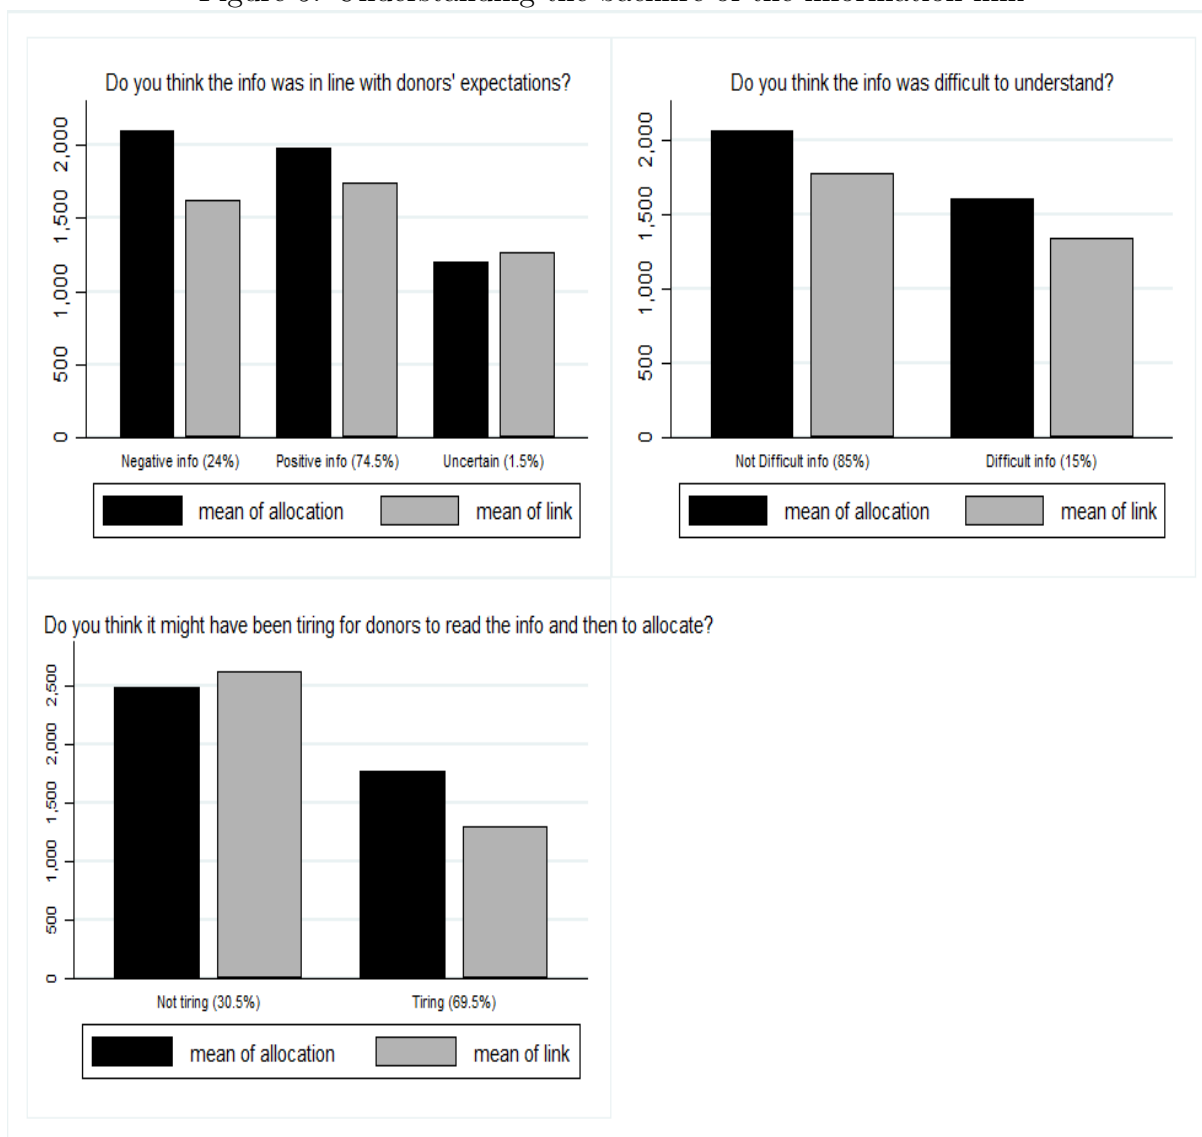 Do you think the info was in line with donors' expectations?
2,000
1,500
1,000
500
0
Negative info (24%) Positive info (74.5%) Uncertain (1.5%)
mean of allocation mean of link
Do you think the info was difficult to understand?
2,000
1,500
1,000
500
0
Not Difficult info (85%) Difficult info (15%)
mean of allocation mean of link
Do you think it might have been tiring for donors to read the info and then to allocate?
2,500
2,000
1,500
1,000
500
0
Not tiring (30.5%) Tiring (69.5%)
mean of allocation mean of link